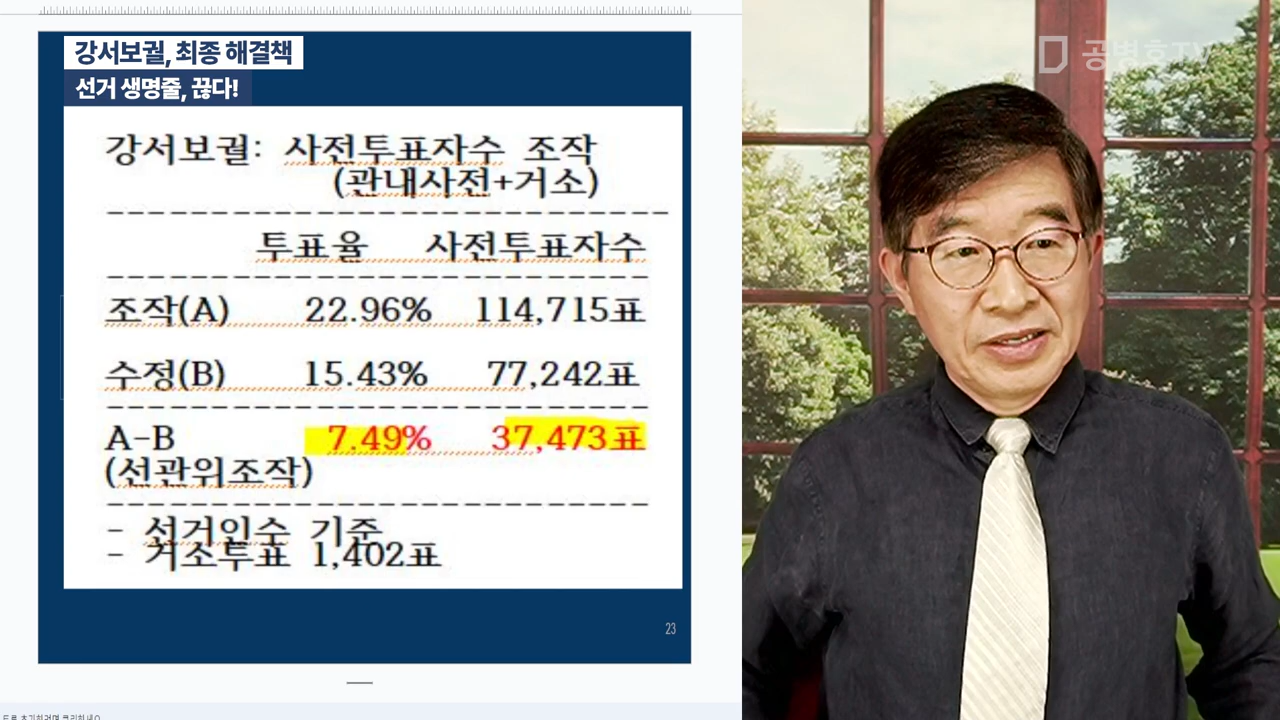 강서보궐, 최종 해결책
선거 생명줄, 끊다!
공병호TV
강서보궐: 사전투표자수 조작
(관내사전+거소)
투표율 사전투표자수
조작(A) 22.96% 114,715표
수정(B) 15.43% 77,242표
A-B 7.49% 37,473표
(선관위조작)
- 선거인수 기준
- 거소투표 1,402표
23